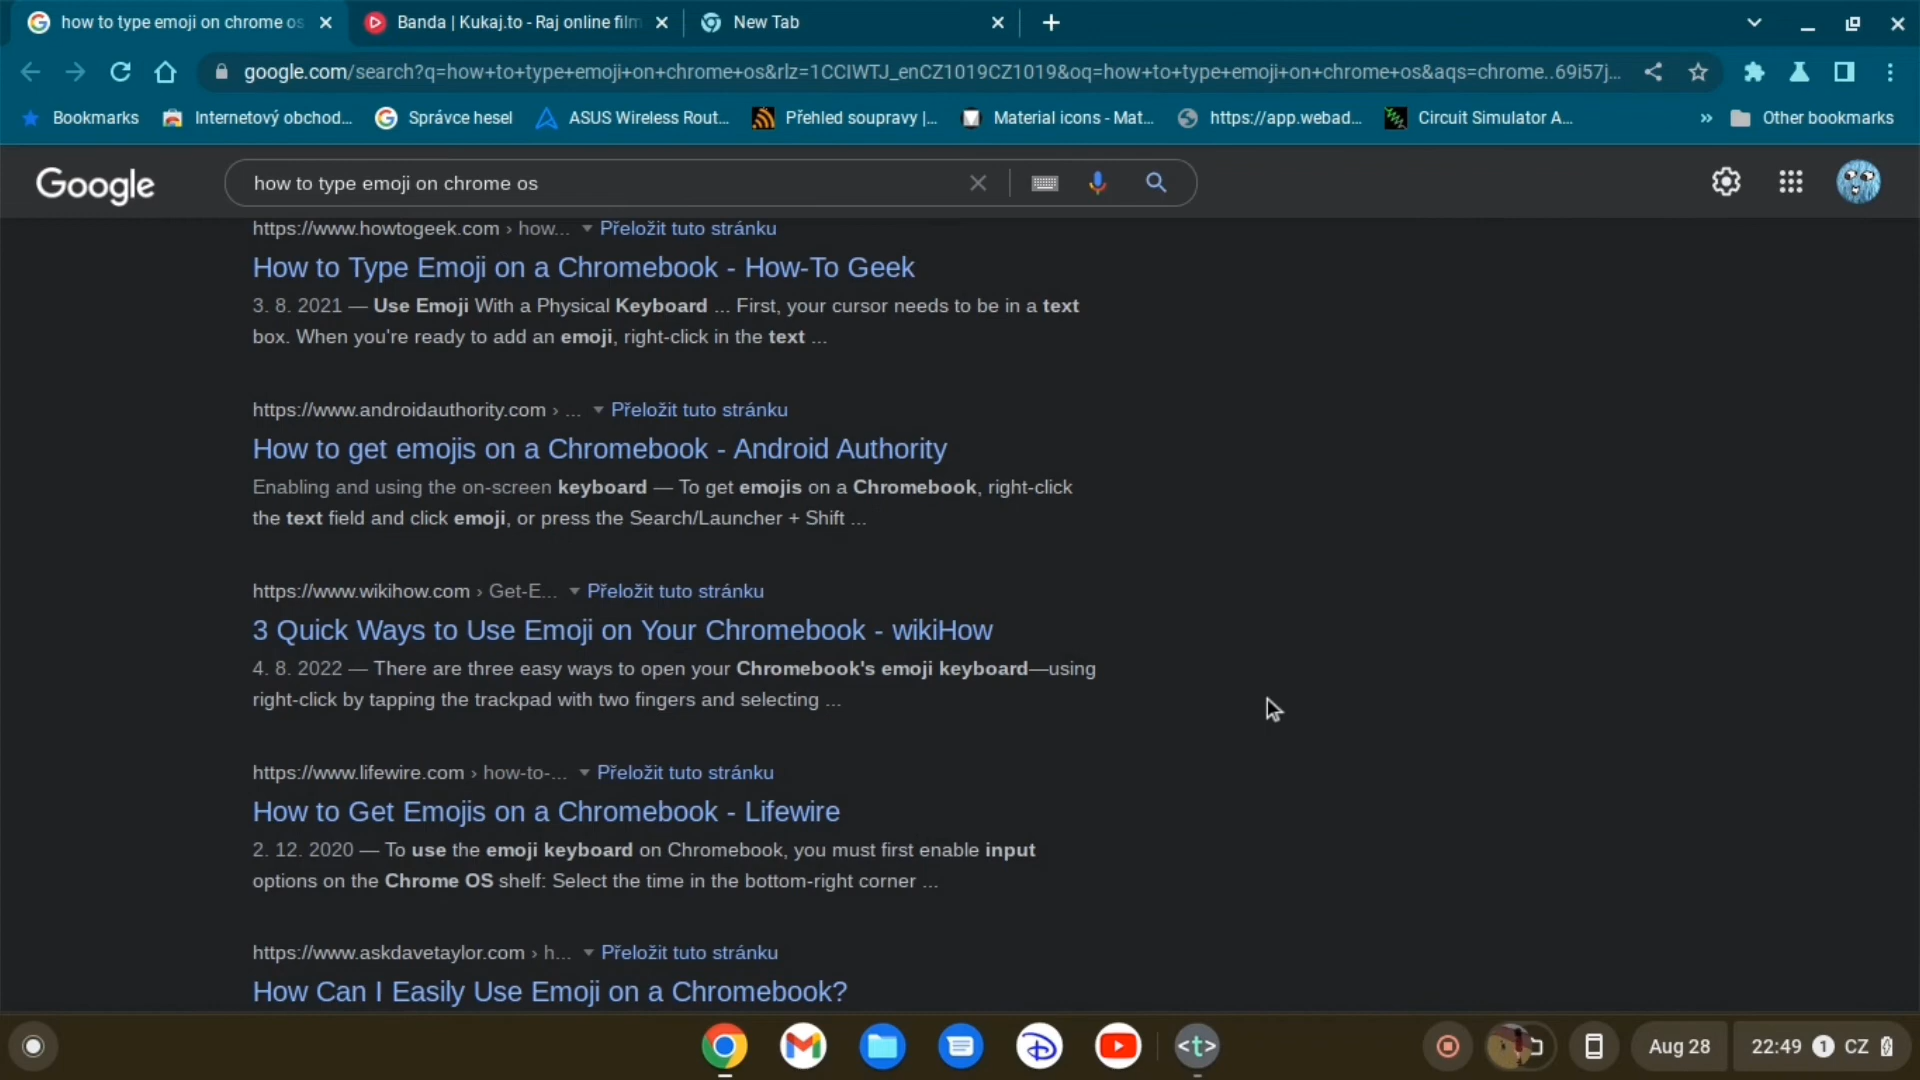 how to type emoji on chrome os
Banda | Kukaj.to - Raj online film
New Tab
google.com/search?q=how+to+type+emoji+on+chrome+os&rlz=1CCIWTJ_enCZ1019CZ1019&oq=how+to+type+emoji+on+chrome+os&aqs=chrome..69i57j...
Bookmarks
Internetový obchod...
Správce hesel
ASUS Wireless Rout...
Přehled soupravy |...
Material icons - Mat...
https://app.webad...
Circuit Simulator A...
» Other bookmarks
Google
how to type emoji on chrome os
https://www.howtogeek.com › how... Přeložit tuto stránku
How to Type Emoji on a Chromebook - How-To Geek
3. 8. 2021 — Use Emoji With a Physical Keyboard ... First, your cursor needs to be in a text
box. When you're ready to add an emoji, right-click in the text ...
https://www.androidauthority.com › ... Přeložit tuto stránku
How to get emojis on a Chromebook - Android Authority
Enabling and using the on-screen keyboard — To get emojis on a Chromebook, right-click
the text field and click emoji, or press the Search/Launcher + Shift ...
https://www.wikihow.com › Get-E... Přeložit tuto stránku
3 Quick Ways to Use Emoji on Your Chromebook - wikiHow
4. 8. 2022 — There are three easy ways to open your Chromebook's emoji keyboard—using
right-click by tapping the trackpad with two fingers and selecting ...
https://www.lifewire.com › how-to-... Přeložit tuto stránku
How to Get Emojis on a Chromebook - Lifewire
2. 12. 2020 — To use the emoji keyboard on Chromebook, you must first enable input
options on the Chrome OS shelf: Select the time in the bottom-right corner ...
https://www.askdavetaylor.com › h... Přeložit tuto stránku
How Can I Easily Use Emoji on a Chromebook?
<t>
Aug 28
22:49 1 CZ